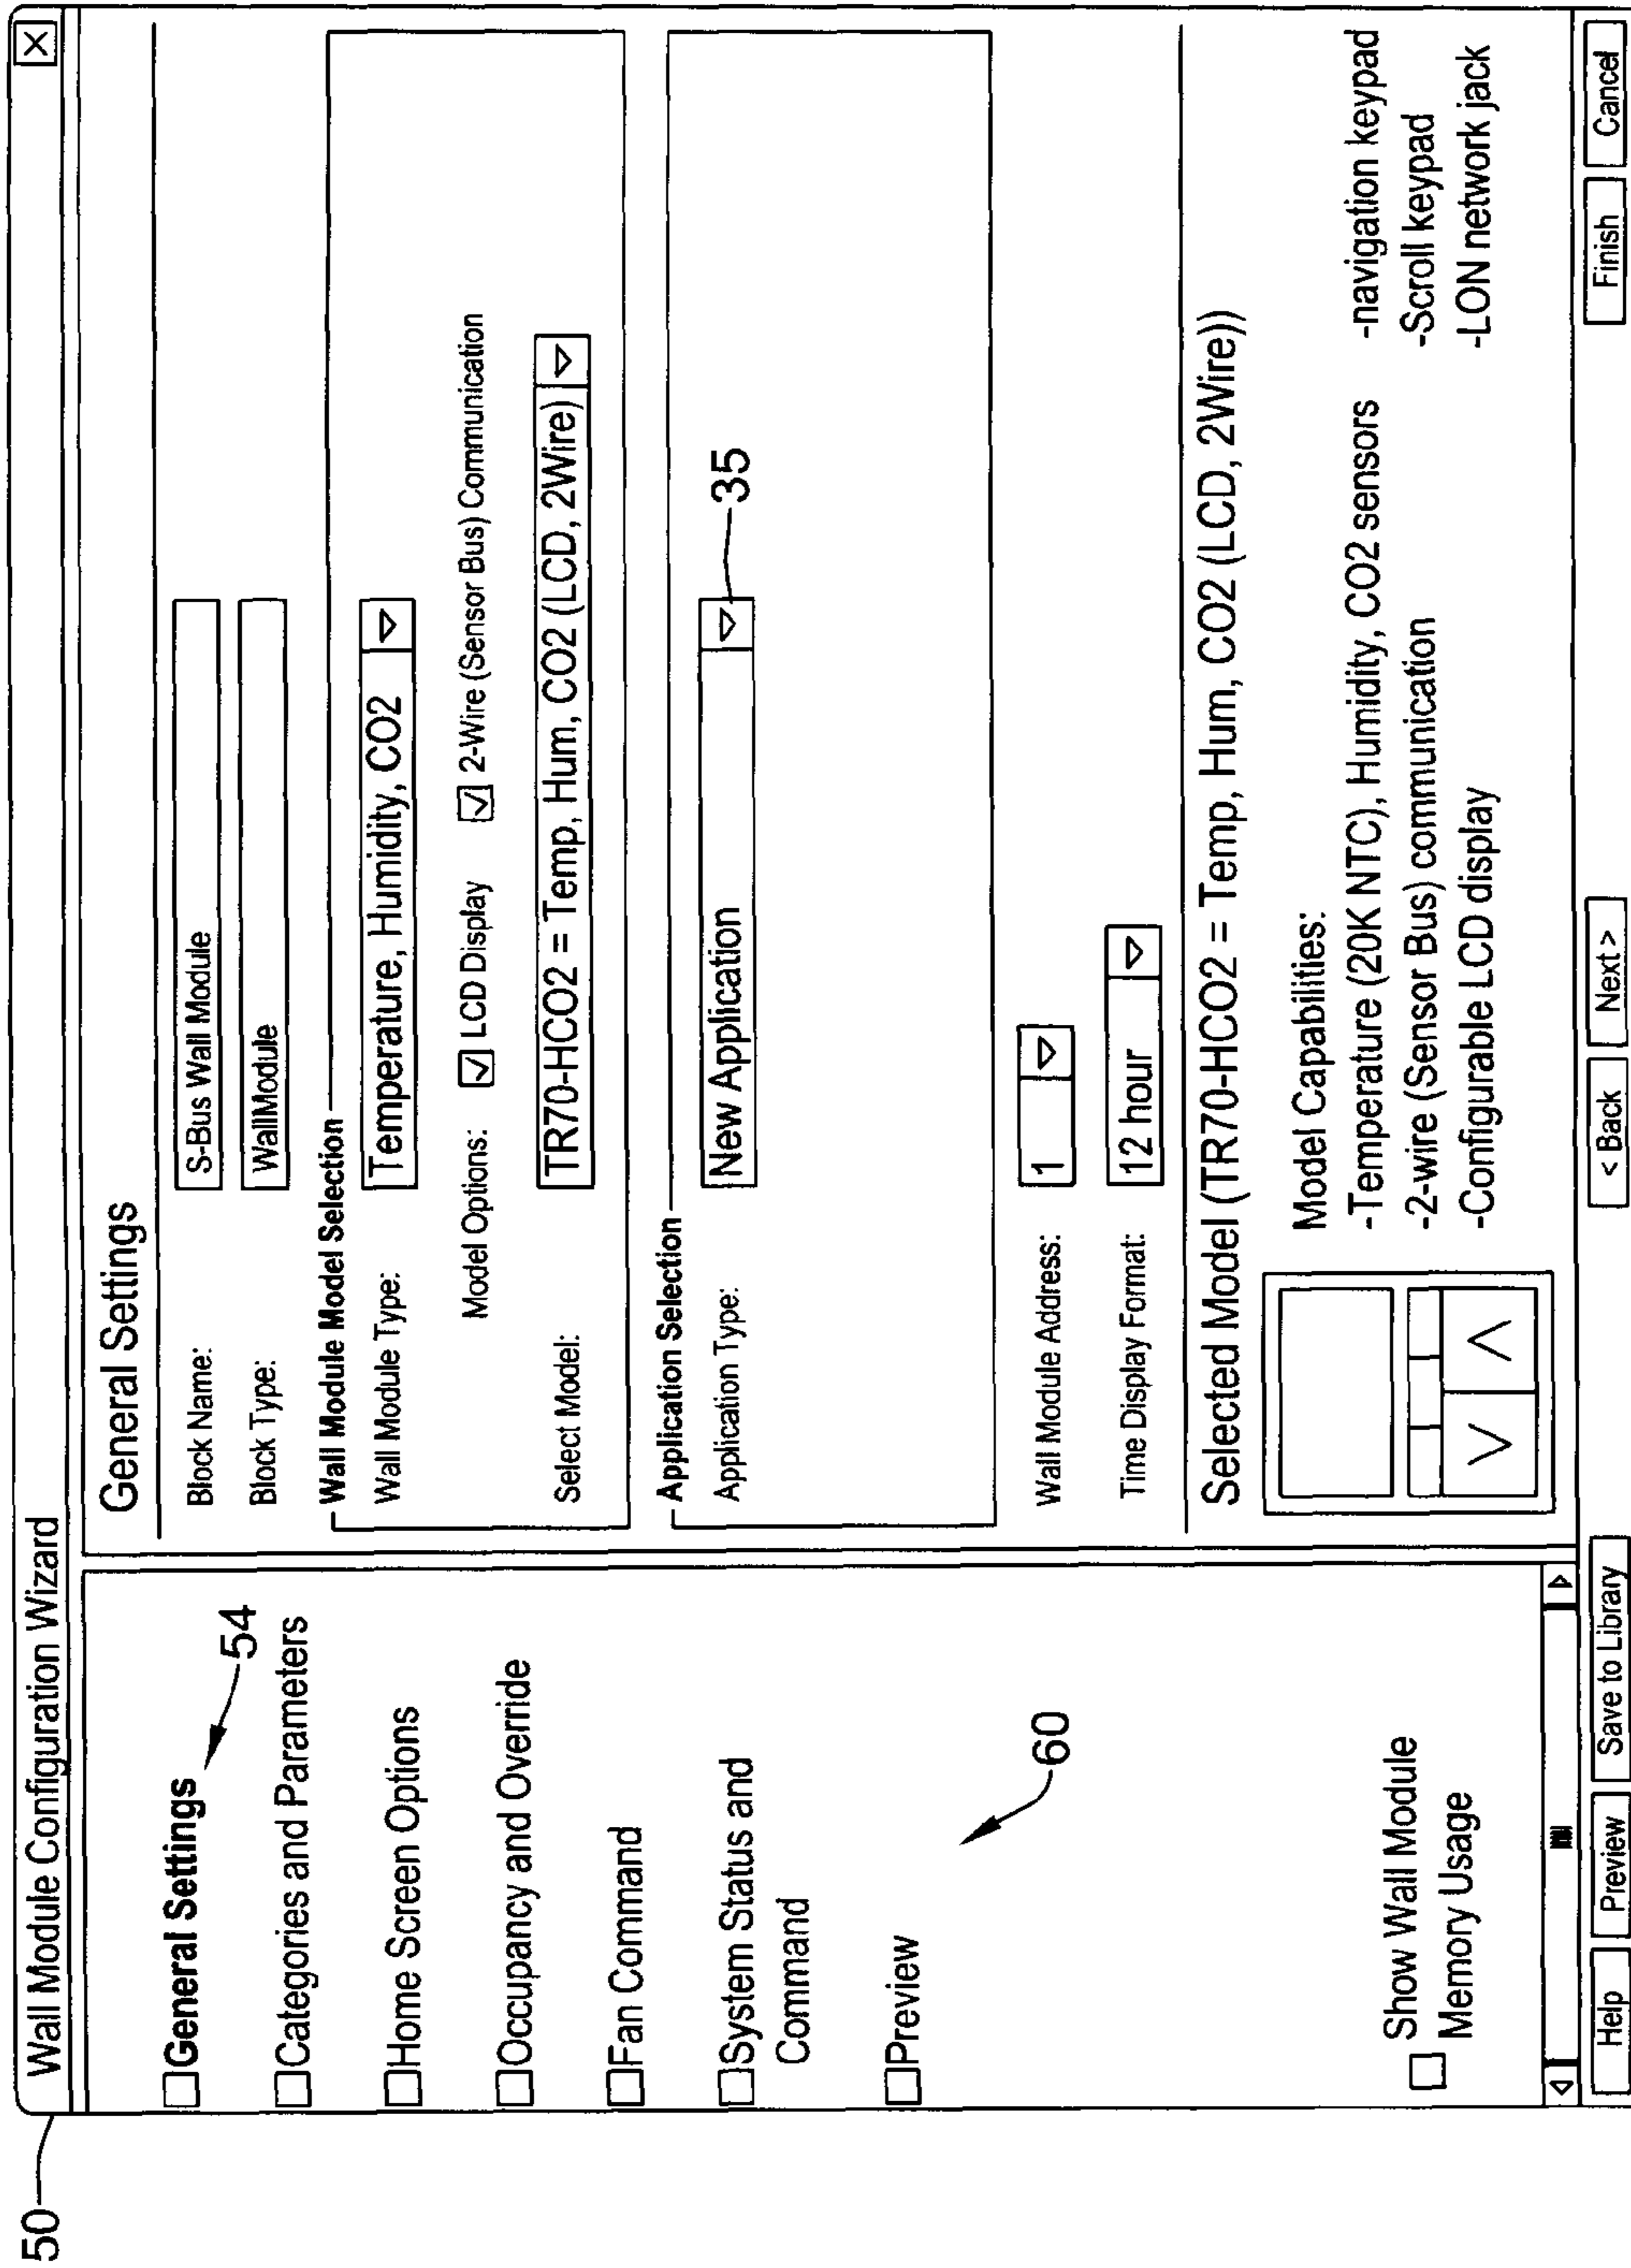 50
Wall Module Configuration Wizard
X
General Settings
54
Categories and Parameters
Home Screen Options
Occupancy and Override
Fan Command
System Status and
Command
Preview
60
Show Wall Module
Memory Usage
General Settings
Block Name: S-Bus Wall Module
Block Type: WallModule
Wall Module Model Selection
Wall Module Type: Temperature, Humidity, CO2
Model Options: LCD Display 2-Wire (Sensor Bus) Communication
Select Model: TR70-HCO2 = Temp, Hum, CO2 (LCD, 2Wire)
Application Selection
Application Type: New Application
35
Wall Module Address: 1
Time Display Format: 12 hour
Selected Model (TR70-HCO2 = Temp, Hum, CO2 (LCD, 2Wire))
Model Capabilities:
-Temperature (20K NTC), Humidity, CO2 sensors -navigation keypad
-2-wire (Sensor Bus) communication -Scroll keypad
-Configurable LCD display -LON network jack
Help Preview Save to Library < Back Next > Finish Cancel